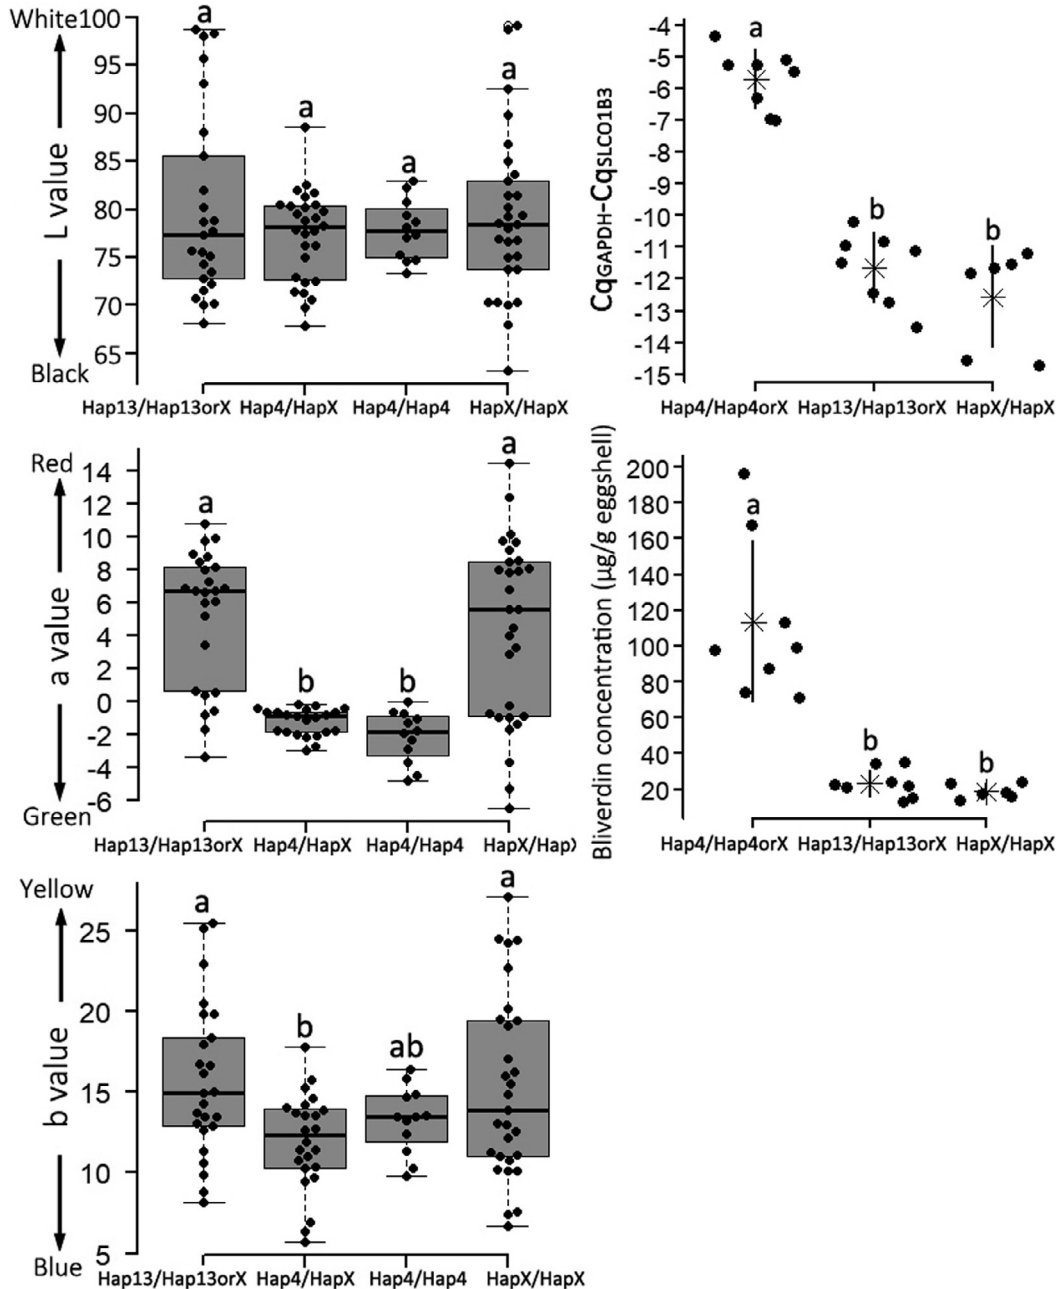 White100
95
90
85
80
75
70
65
Black
L value
a
a
a
a
Hap13/Hap13orX
Hap4/HapX
Hap4/Hap4
HapX/HapX
-4
-5
-6
-7
-8
-9
-10
-11
-12
-13
-14
-15
CqGAPDH-CqSLCO1B3
a
b
b
Hap4/Hap4orX
Hap13/Hap13orX
HapX/HapX
Red
14
12
10
8
6
4
2
0
-2
-4
-6
Green
a value
a
b
b
a
Hap13/Hap13orX
Hap4/HapX
Hap4/Hap4
HapX/HapX
200
180
160
140
120
100
80
60
40
20
Bliverdin concentration (µg/g eggshell)
a
b
b
Hap4/Hap4orX
Hap13/Hap13orX
HapX/HapX
Yellow
25
20
15
10
5
Blue
b value
a
b
ab
a
Hap13/Hap13orX
Hap4/HapX
Hap4/Hap4
HapX/HapX